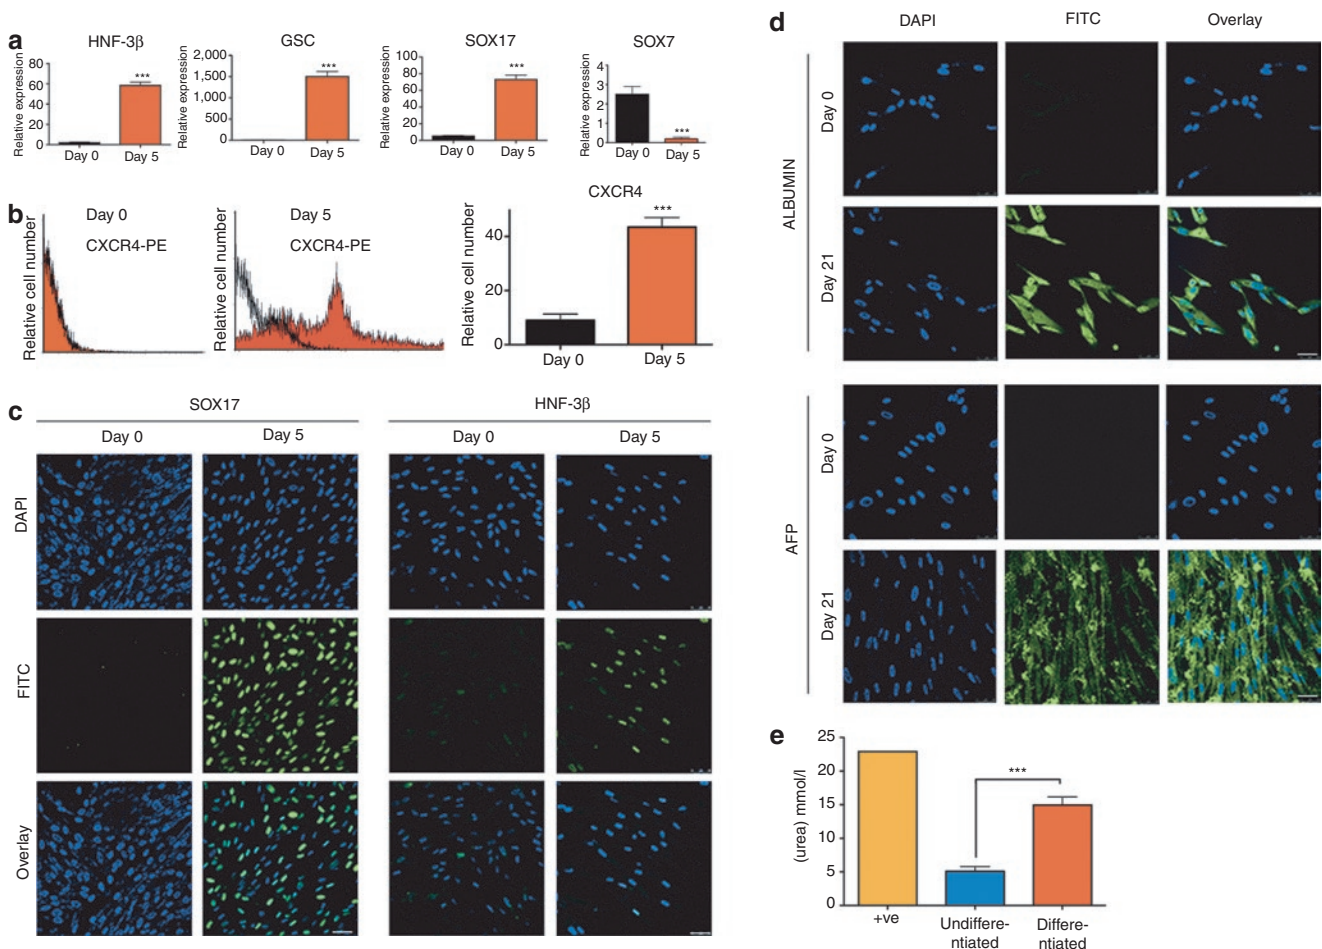 a
HNF-3β
GSC
SOX17
SOX7
Relative expression
80
60
40
20
0
Day 0
Day 5
***
Relative expression
2,000
1,500
1,000
500
0
Day 0
Day 5
***
Relative expression
100
80
60
40
20
0
Day 0
Day 5
***
Relative expression
4
3
2
1
0
Day 0
Day 5
***
b
Relative cell number
Day 0
CXCR4-PE
Relative cell number
Day 5
CXCR4-PE
CXCR4
Relative cell number
40
20
0
***
Day 0
Day 5
c
SOX17
HNF-3β
Day 0
Day 5
Day 0
Day 5
DAPI
FITC
Overlay
d
DAPI
FITC
Overlay
ALBUMIN
Day 0
Day 21
AFP
Day 0
Day 21
e
(urea) mmol/l
25
20
15
10
5
0
***
+ve
Undiffere-
ntiated
Differe-
ntiated